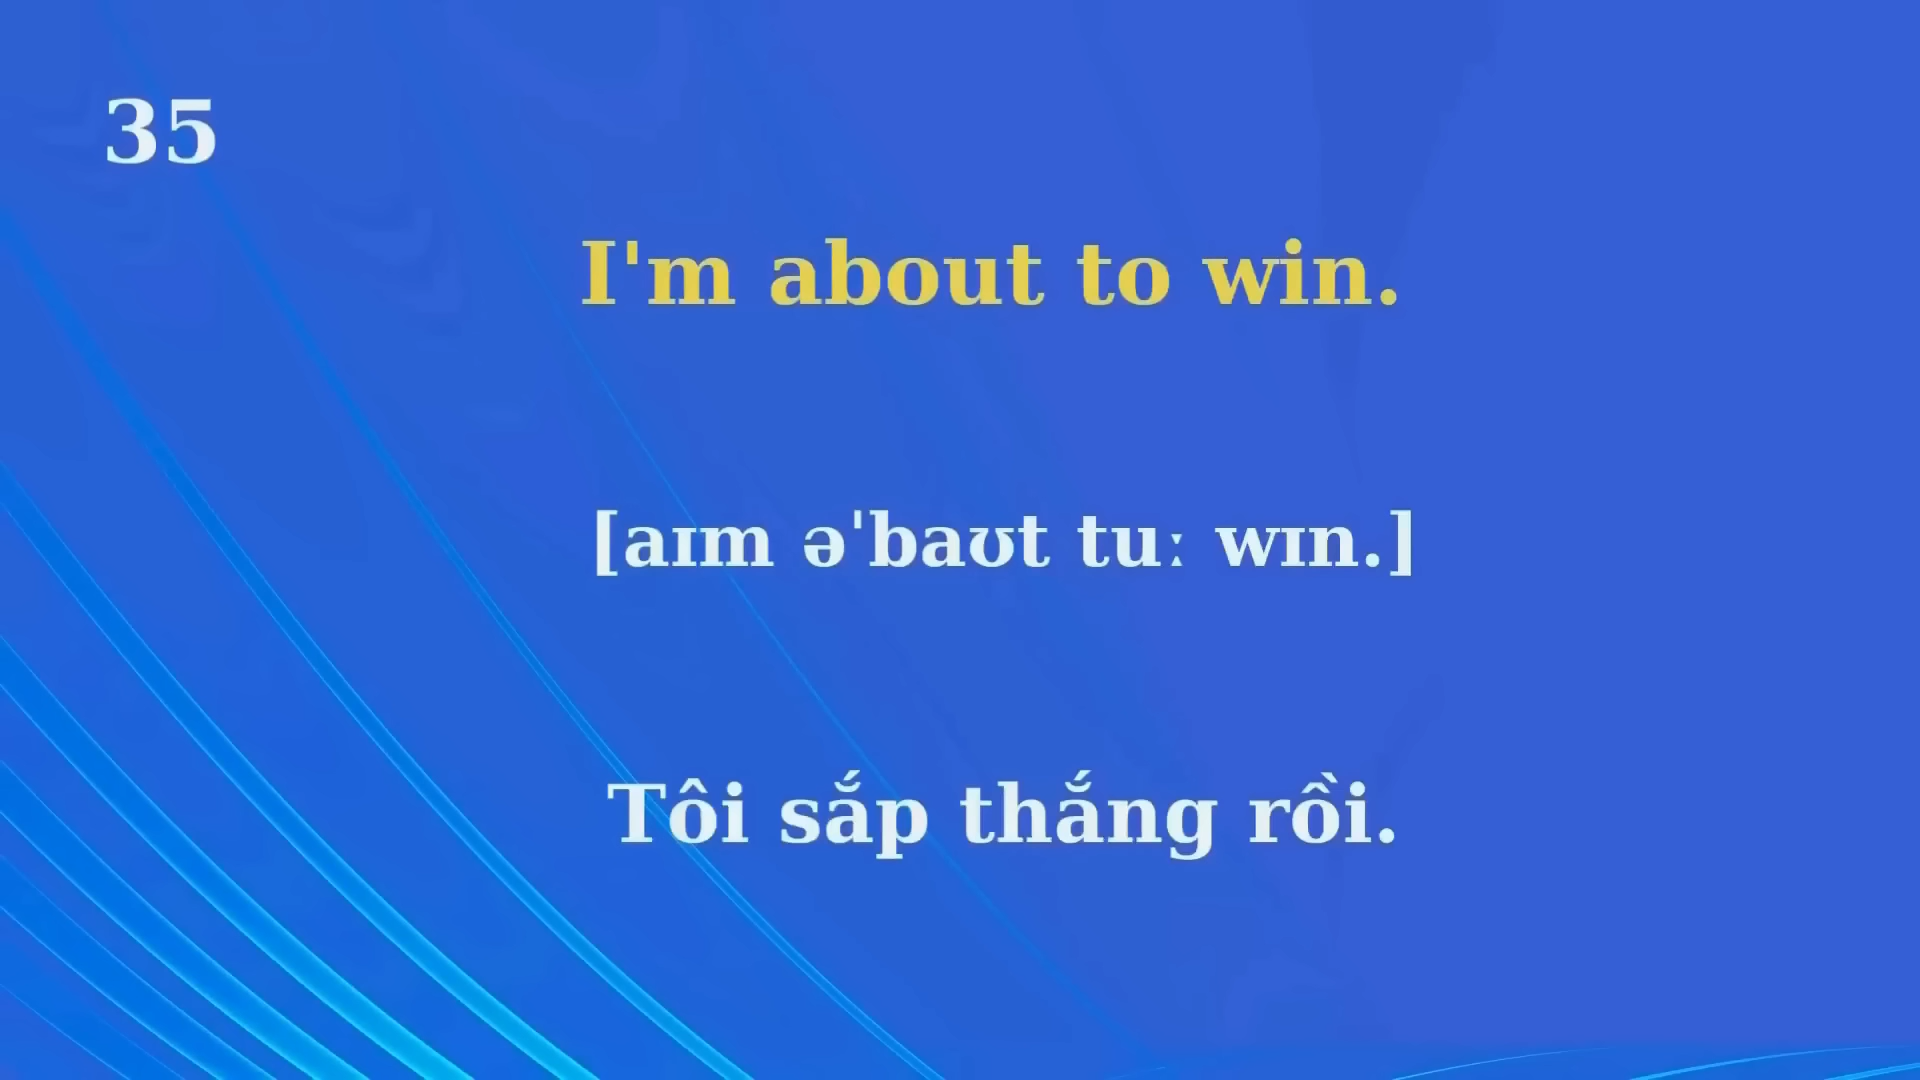 35
I'm about to win.
[aɪm əˈbaʊt tuː wɪn.]
Tôi sắp thắng rồi.